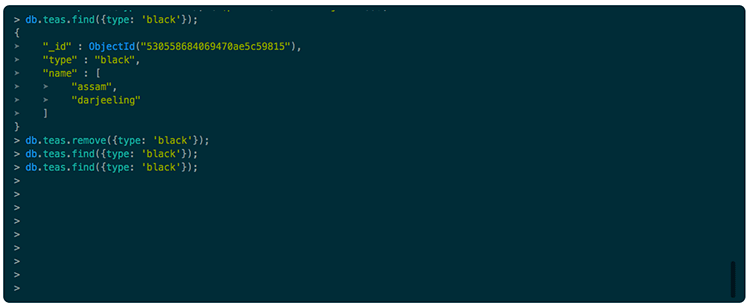 > db.teas.find({type: 'black'});
{
➤ "_id" : ObjectId("530558684069470ae5c59815"),
➤ "type" : "black",
➤ "name" : [
➤ ➤ "assam",
➤ ➤ "darjeeling"
➤ ]
}
> db.teas.remove({type: 'black'});
> db.teas.find({type: 'black'});
> db.teas.find({type: 'black'});
>
>
>
>
>
>
>
>
>